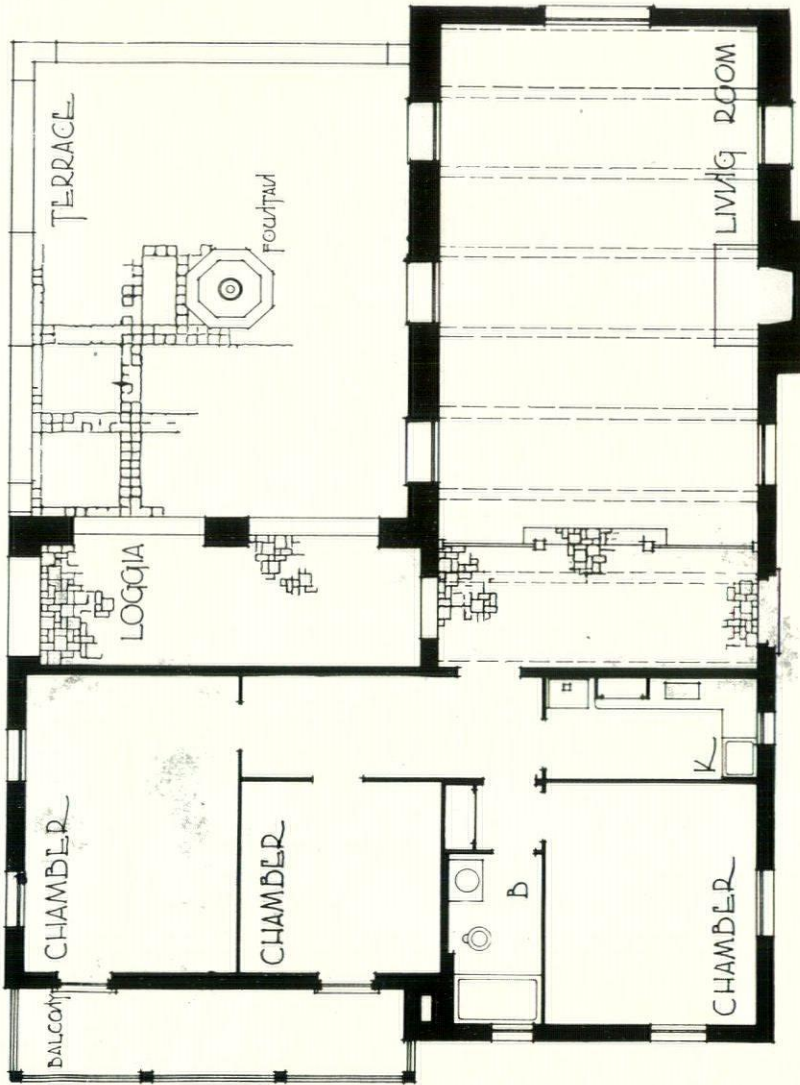 TERRACE
FOUNTAIN
LIVING ROOM
LOGGIA
K
CHAMBER
CHAMBER
B
CHAMBER
BALCONY